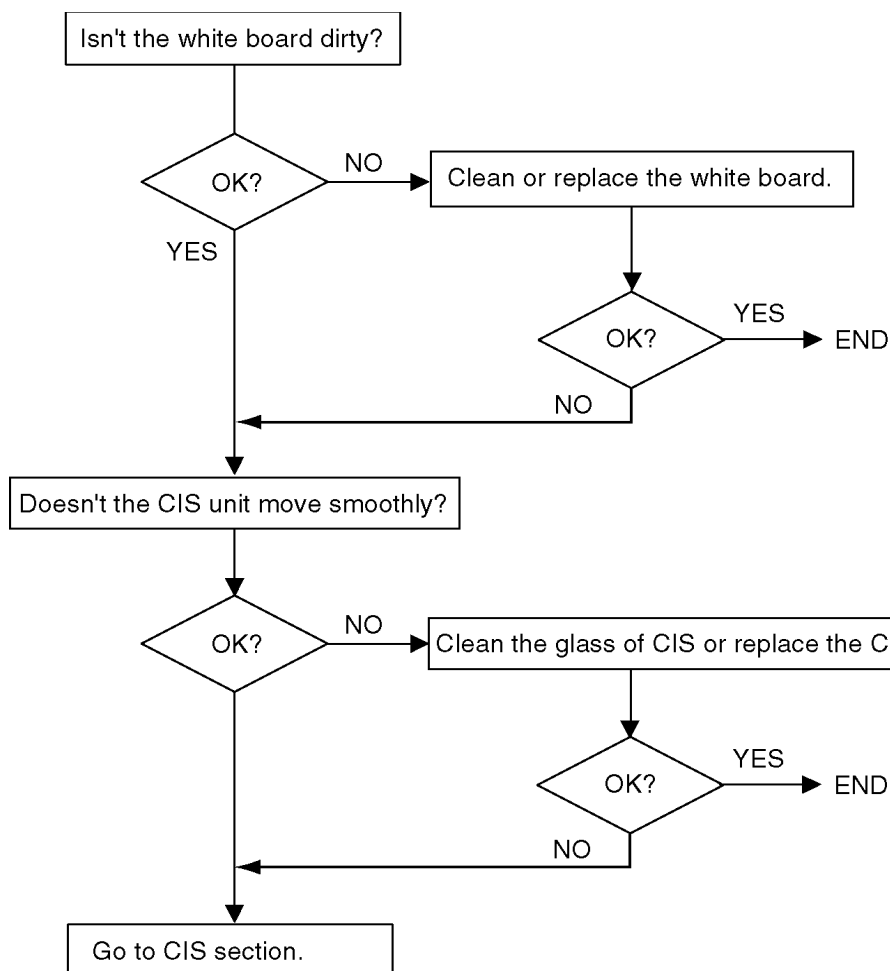 Isn't the white board dirty?
OK?
NO
Clean or replace the white board.
YES
OK?
YES
END
NO
Doesn't the CIS unit move smoothly?
OK?
NO
Clean the glass of CIS or replace the C
OK?
YES
END
NO
Go to CIS section.